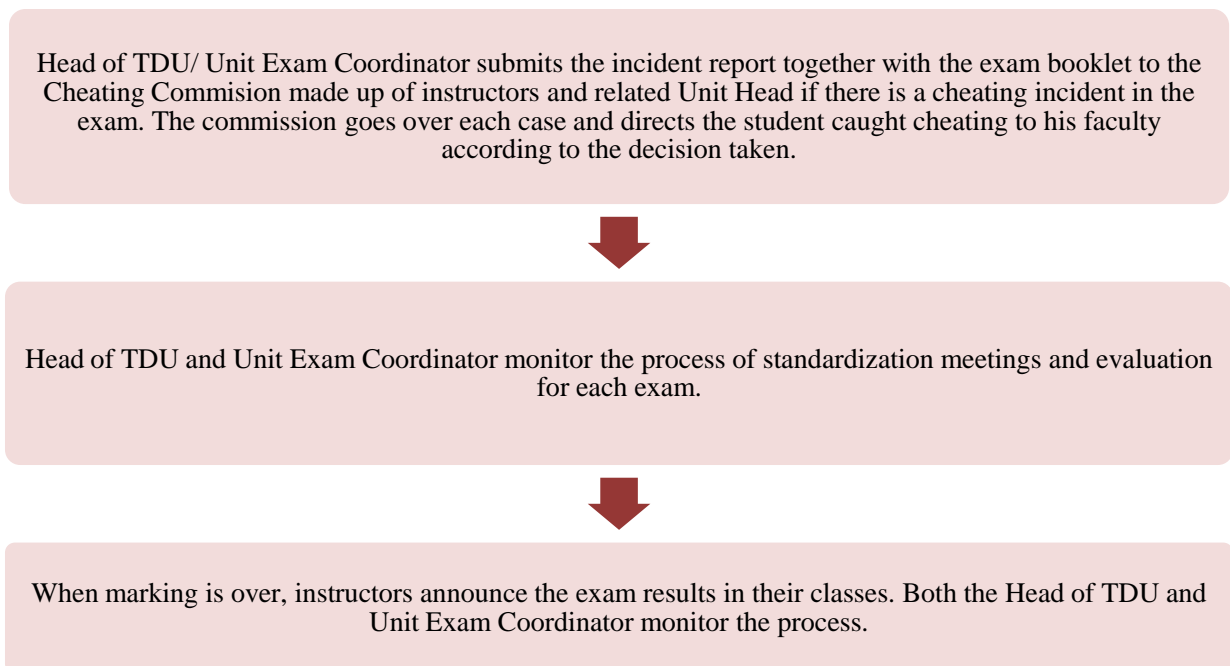 Head of TDU/ Unit Exam Coordinator submits the incident report together with the exam booklet to the
Cheating Commision made up of instructors and related Unit Head if there is a cheating incident in the
exam. The commission goes over each case and directs the student caught cheating to his faculty
according to the decision taken.
Head of TDU and Unit Exam Coordinator monitor the process of standardization meetings and evaluation
for each exam.
When marking is over, instructors announce the exam results in their classes. Both the Head of TDU and
Unit Exam Coordinator monitor the process.